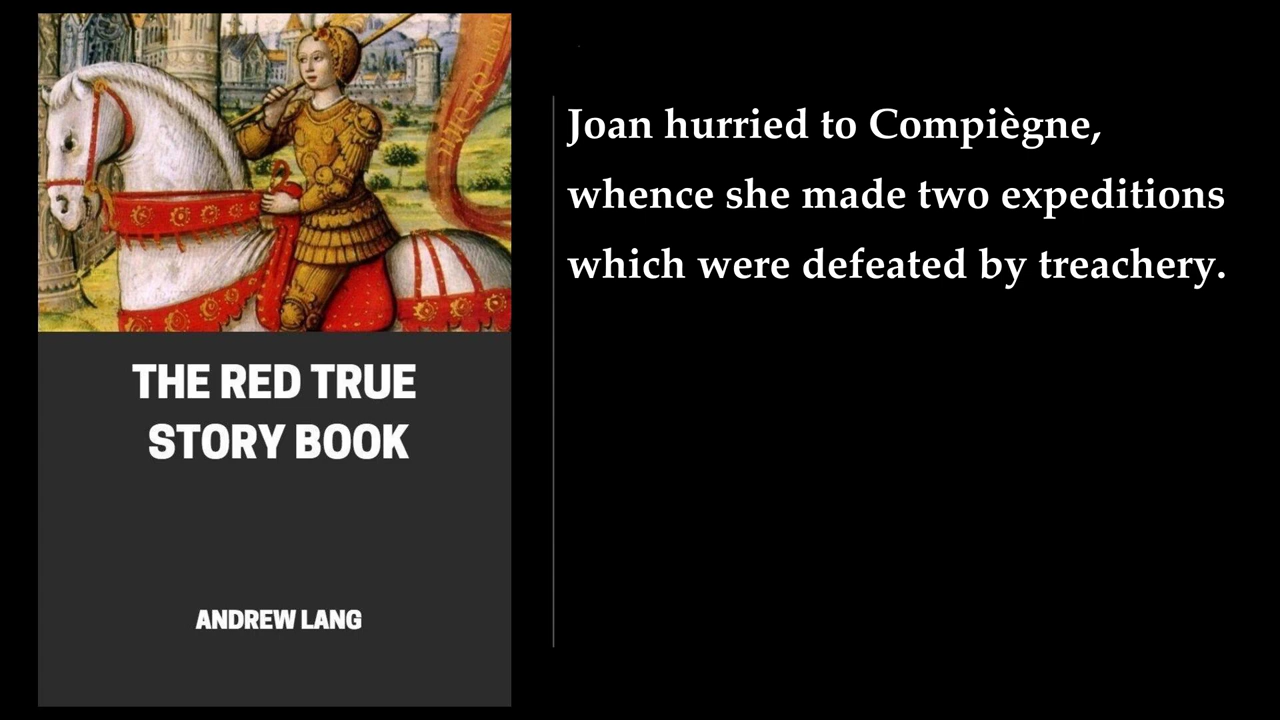 THE RED TRUE
STORY BOOK
ANDREW LANG
Joan hurried to Compiègne,
whence she made two expeditions
which were defeated by treachery.